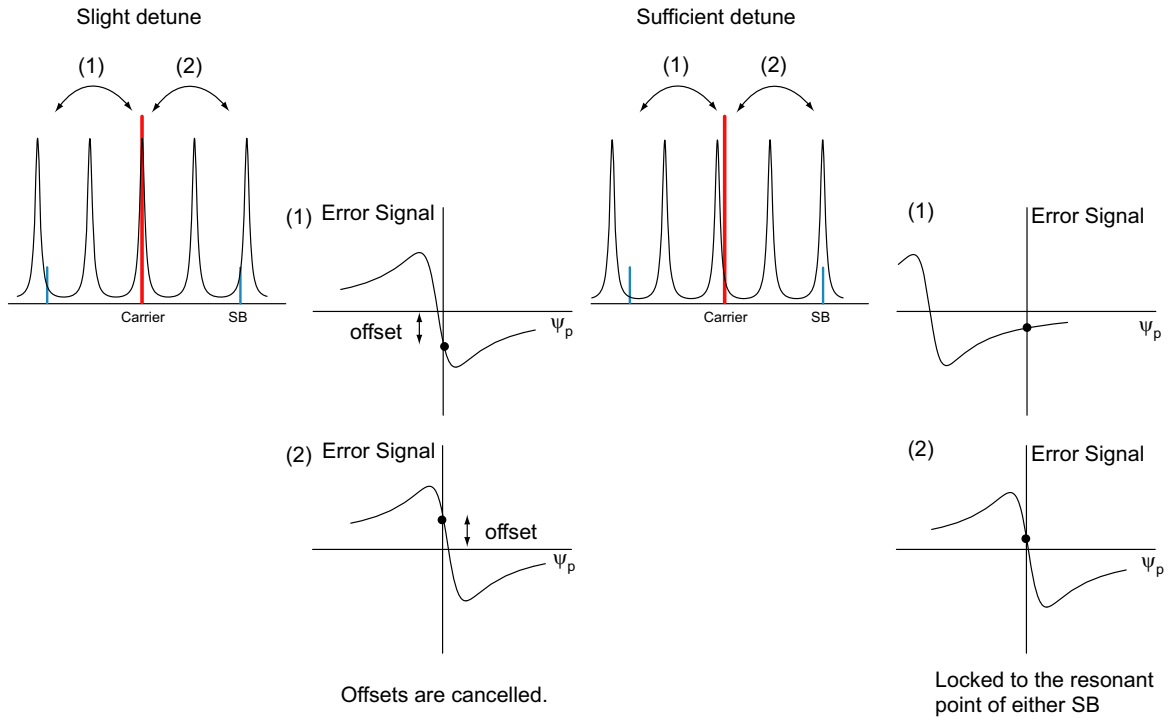 Slight detune
(1)
(2)
Carrier
SB
(1)
Error Signal
offset
ψp
(2)
Error Signal
offset
ψp
Offsets are cancelled.
Sufficient detune
(1)
(2)
Carrier
SB
(1)
Error Signal
ψp
(2)
Error Signal
ψp
Locked to the resonant
point of either SB